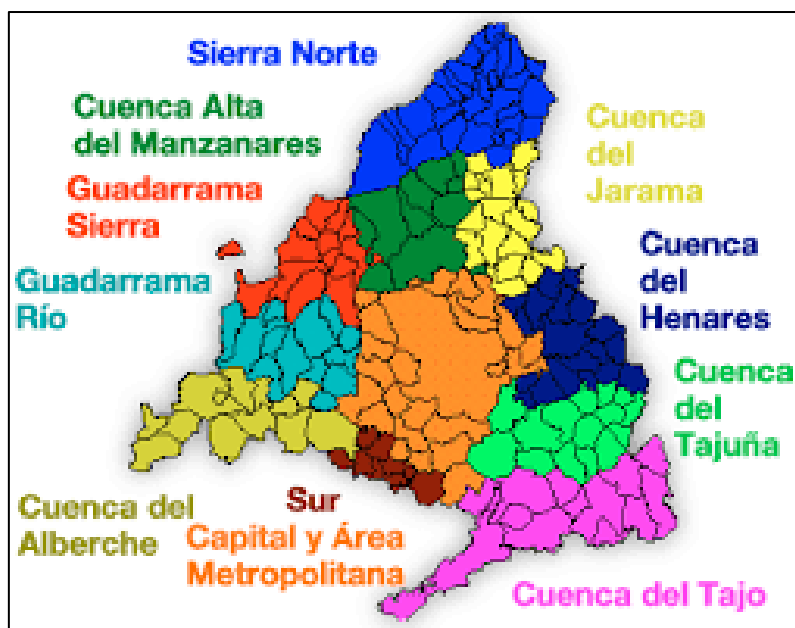 Sierra Norte
Cuenca Alta
del Manzanares
Cuenca
del
Jarama
Guadarrama
Sierra
Cuenca
del
Henares
Guadarrama
Río
Cuenca
del
Tajuña
Cuenca del
Alberche
Sur
Capital y Área
Metropolitana
Cuenca del Tajo